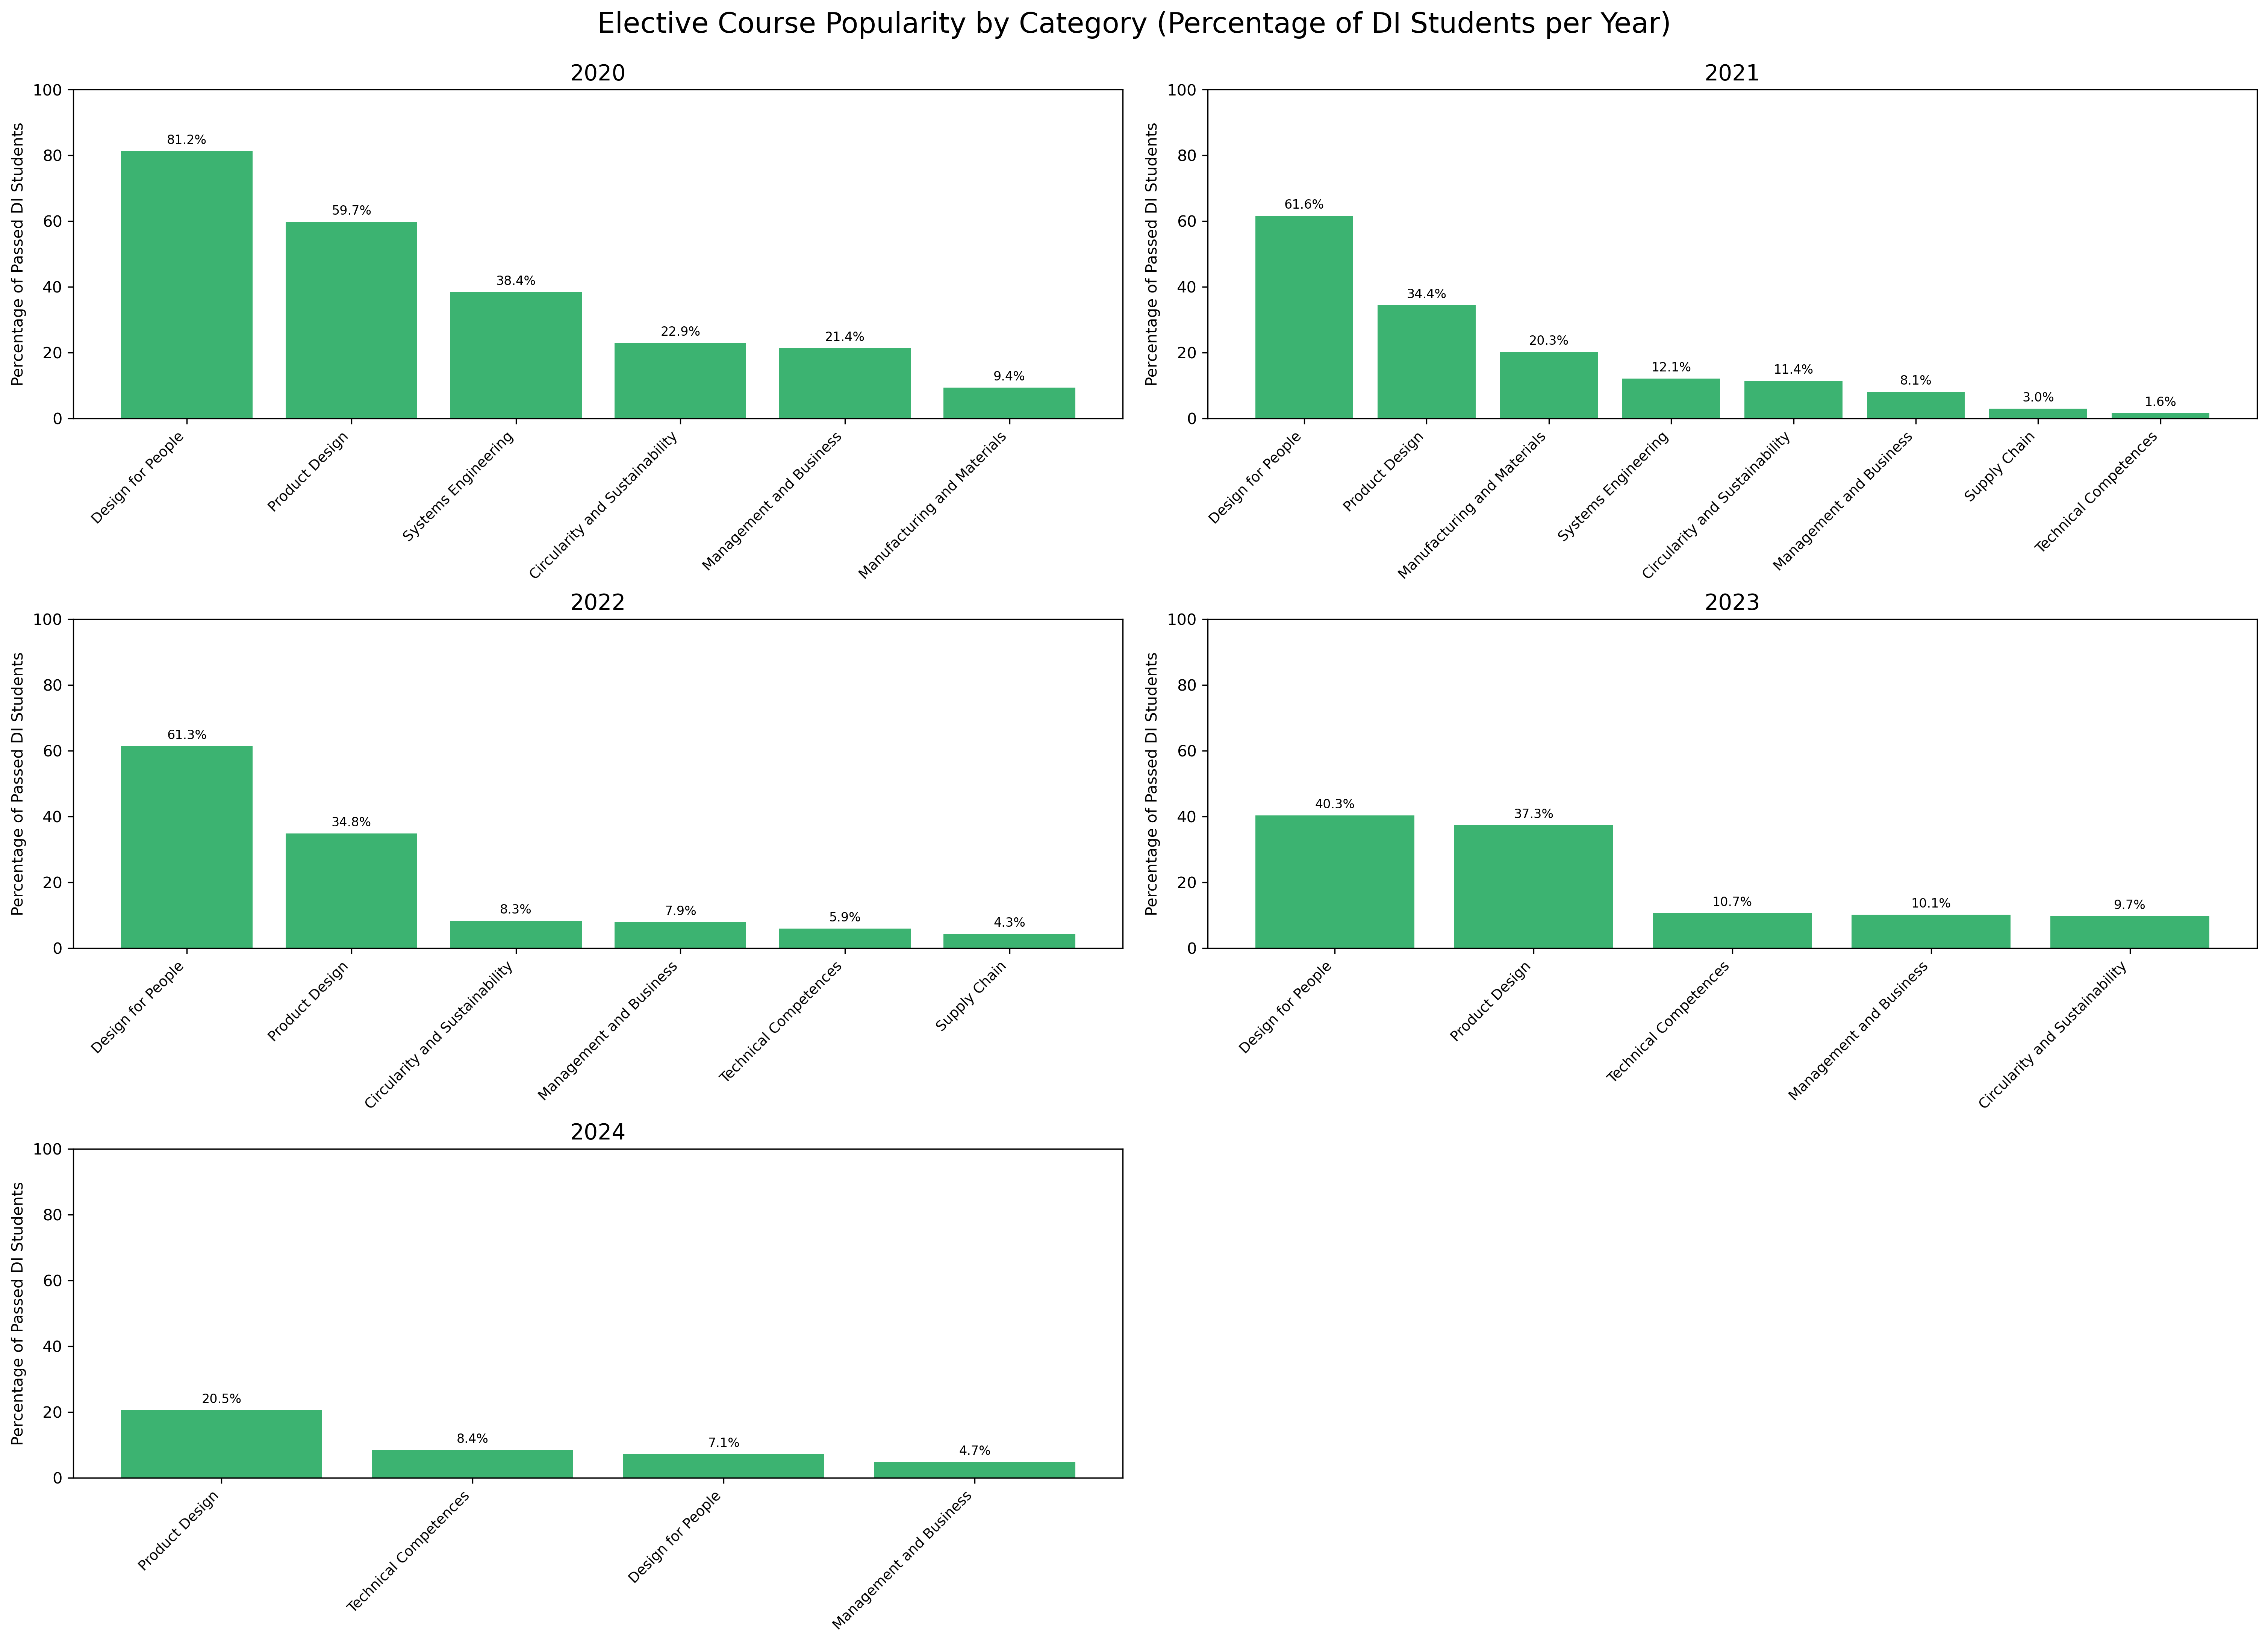 Elective Course Popularity by Category (Percentage of DI Students per Year)
2020
Percentage of Passed DI Students
100
80
60
40
20
0
81.2%
59.7%
38.4%
22.9%
21.4%
9.4%
Design for People
Product Design
Systems Engineering
Circularity and Sustainability
Management and Business
Manufacturing and Materials
2021
Percentage of Passed DI Students
100
80
60
40
20
0
61.6%
34.4%
20.3%
12.1%
11.4%
8.1%
3.0%
1.6%
Design for People
Product Design
Manufacturing and Materials
Systems Engineering
Circularity and Sustainability
Management and Business
Supply Chain
Technical Competences
2022
Percentage of Passed DI Students
100
80
60
40
20
0
61.3%
34.8%
8.3%
7.9%
5.9%
4.3%
Design for People
Product Design
Circularity and Sustainability
Management and Business
Technical Competences
Supply Chain
2023
Percentage of Passed DI Students
100
80
60
40
20
0
40.3%
37.3%
10.7%
10.1%
9.7%
Design for People
Product Design
Technical Competences
Management and Business
Circularity and Sustainability
2024
Percentage of Passed DI Students
100
80
60
40
20
0
20.5%
8.4%
7.1%
4.7%
Product Design
Technical Competences
Design for People
Management and Business